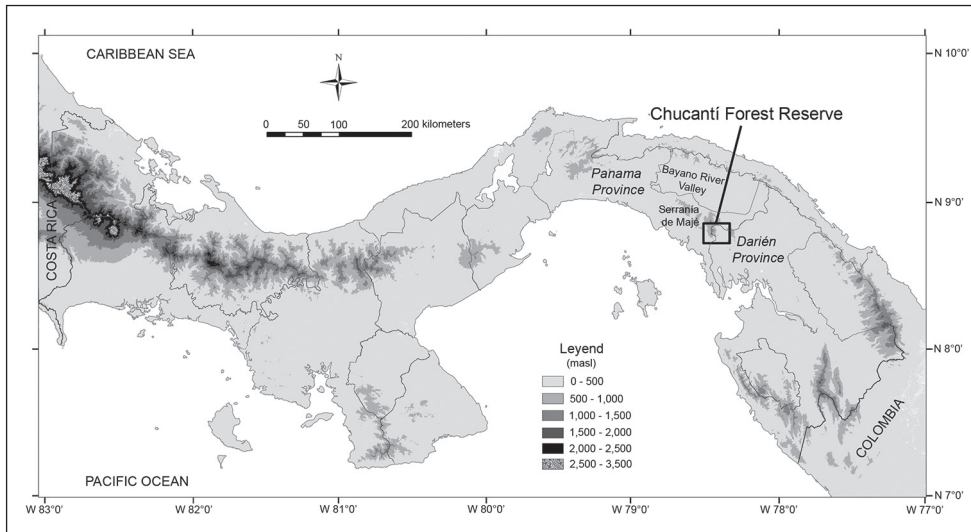 CARIBBEAN SEA
N
0 50 100 200 kilometers
Chucantí Forest Reserve
Panama
Province
Bayano River
Valley
Serranía
de Majé
Darién
Province
COSTA RICA
COLOMBIA
PACIFIC OCEAN
Leyend
(masl)
0 - 500
500 - 1,000
1,000 - 1,500
1,500 - 2,000
2,000 - 2,500
2,500 - 3,500
N 10°0'
N 9°0'
N 8°0'
N 7°0'
W 83°0' W 82°0' W 81°0' W 80°0' W 79°0' W 78°0' W 77°0'